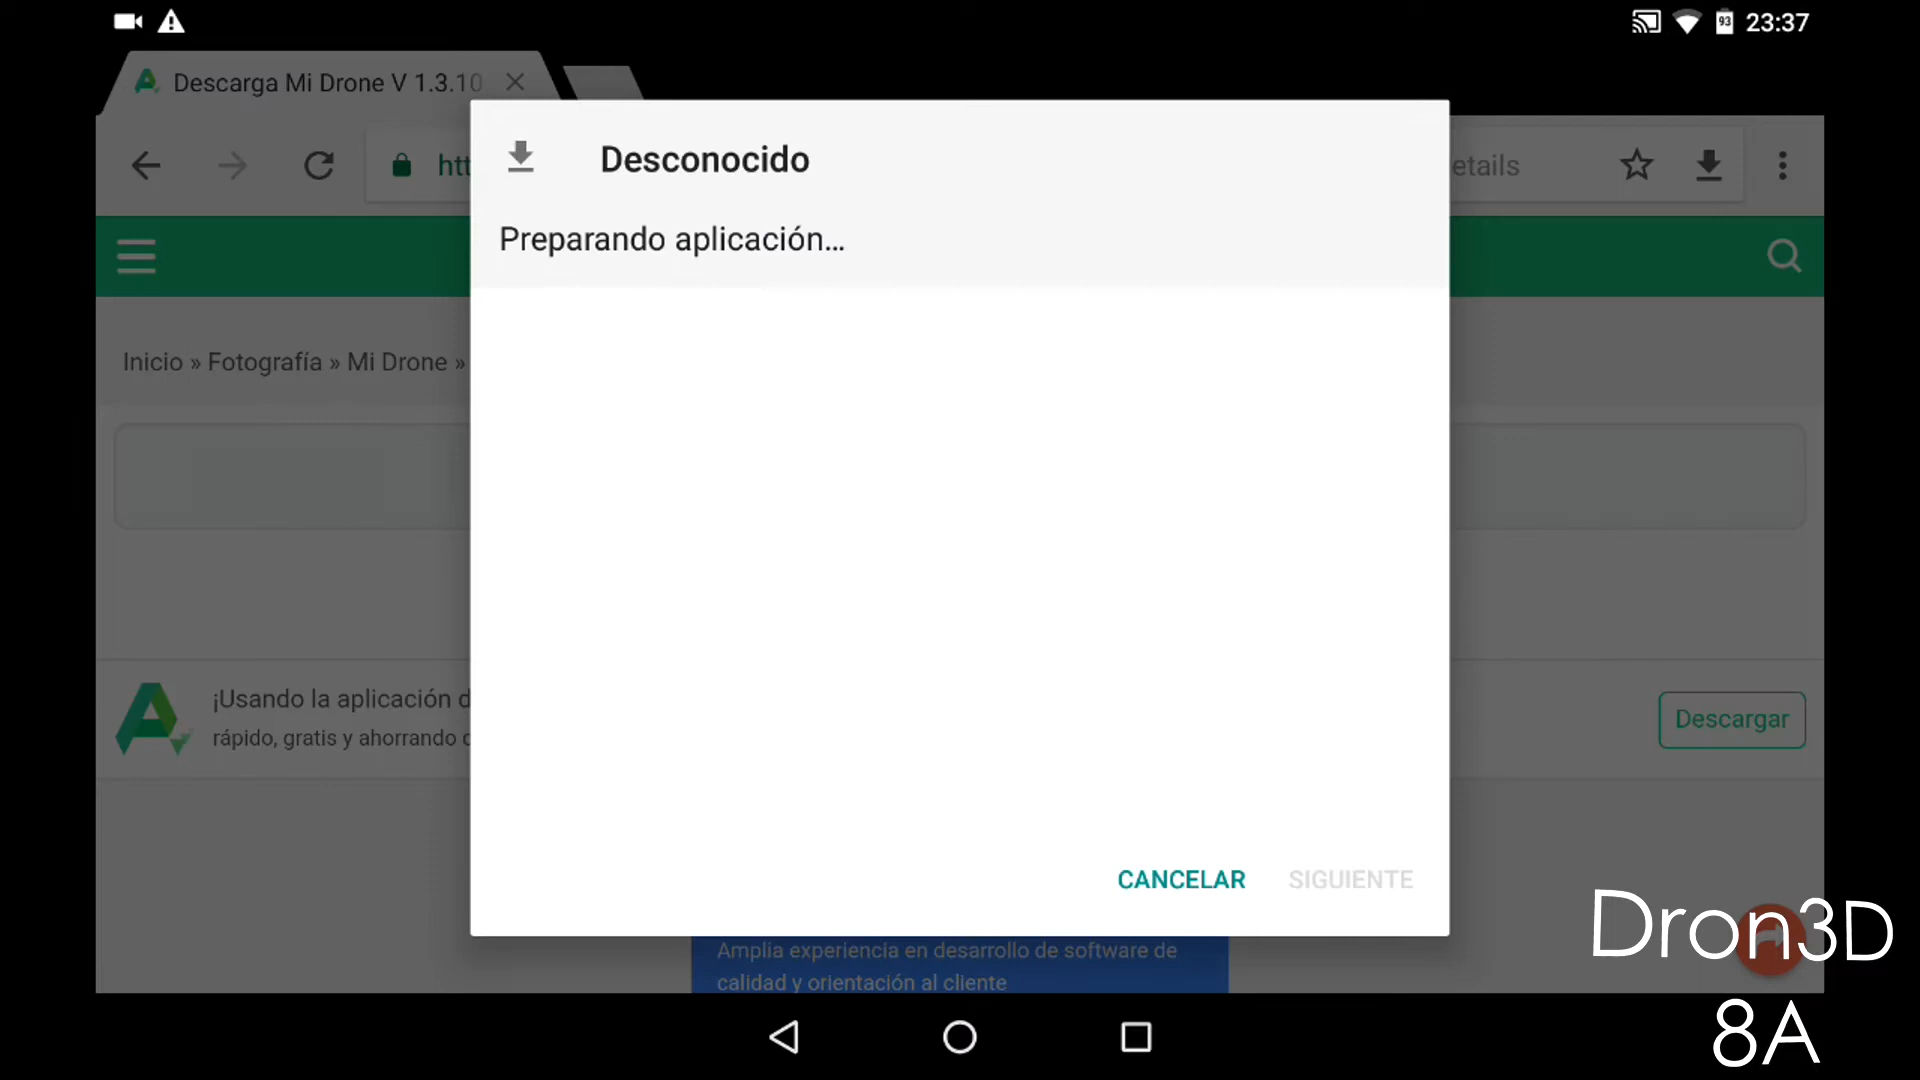 93 23:37
Descarga Mi Drone V 1.3.10
htt
etails
Desconocido
Preparando aplicación...
Inicio » Fotografía » Mi Drone »
¡Usando la aplicación d
rápido, gratis y ahorrando d
Descargar
CANCELAR SIGUIENTE
Amplia experiencia en desarrollo de software de
calidad y orientación al cliente
Dron3D
8A